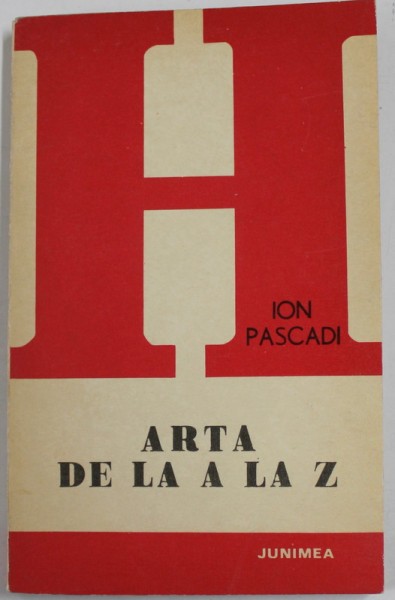 H
ION
PASCADI
ARTA
DE LA A LA Z
JUNIMEA